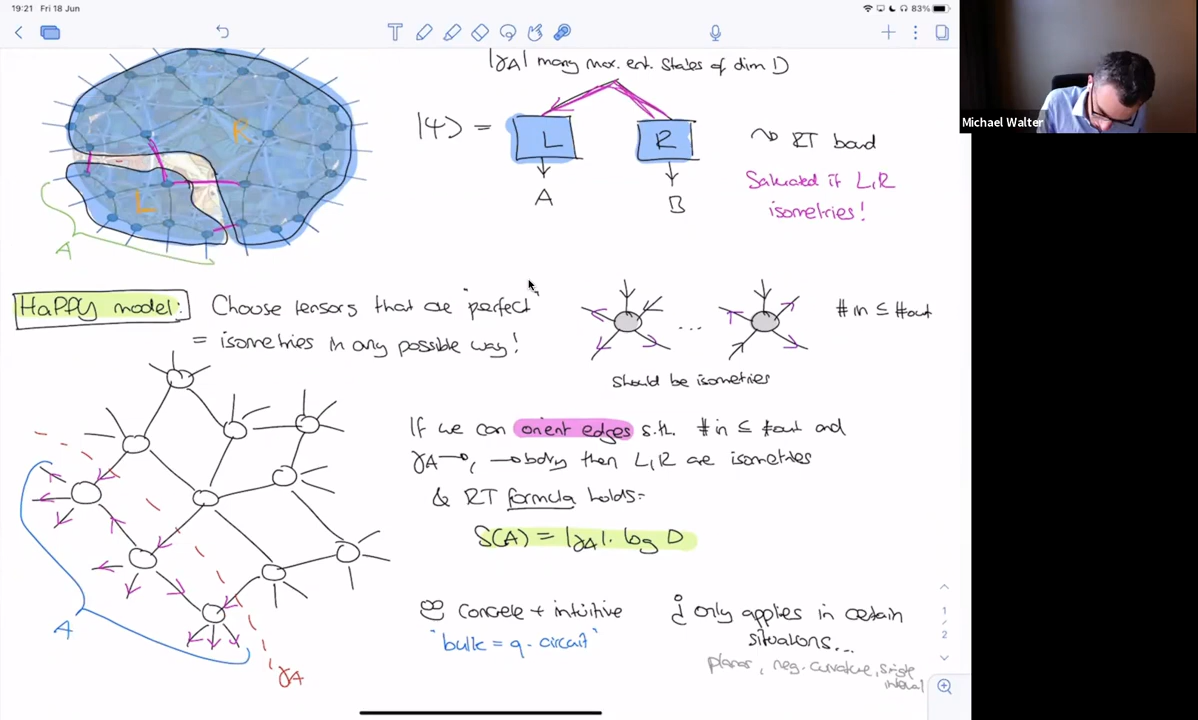 19:21 Fri 18 Jun
83%
|γA| many max. ent. states of dim D
R
L
A
|ψ⟩ =
L
R
A
B
~> RT bound
Saturated if L,R
isometries!
Michael Walter
HaPPY model:
Choose tensors that are "perfect"
= isometries in any possible way!
...
# in ≤ #out
should be isometries
If we can orient edges s.th. # in ≤ #out and
γA→, →bdry then L,R are isometries
& RT formula holds:
S(A) = |γA| · log D
A
γA
concrete + intuitive
"bulk = q. circuit"
only applies in certain
situations...
planar, neg. curvature, single
interval
1
2